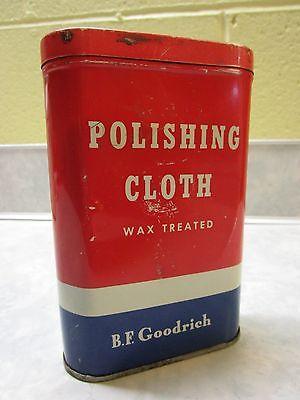 POLISHING
CLOTH
WAX TREATED
B.F. Goodrich